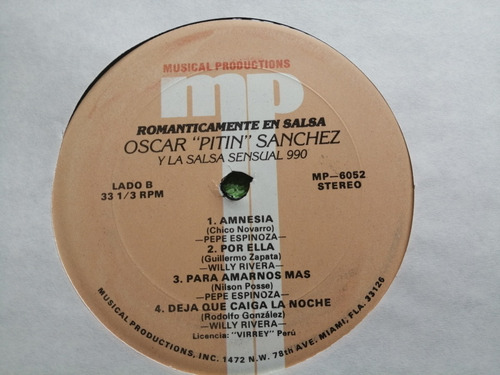 MUSICAL PRODUCTIONS
mp
ROMANTICAMENTE EN SALSA
OSCAR "PITIN" SANCHEZ
Y LA SALSA SENSUAL 990
LADO B
33 1/3 RPM
MP—6052
STEREO
1. AMNESIA
(Chico Novarro)
—PEPE ESPINOZA—
2. POR ELLA
(Guillermo Zapata)
—WILLY RIVERA—
3. PARA AMARNOS MAS
(Nilson Posse)
—PEPE ESPINOZA—
4. DEJA QUE CAIGA LA NOCHE
(Rodolfo González)
—WILLY RIVERA—
Licencia: "VIRREY" Perú
MUSICAL PRODUCTIONS, INC. 1472 N.W. 78th AVE. MIAMI, FLA. 33126